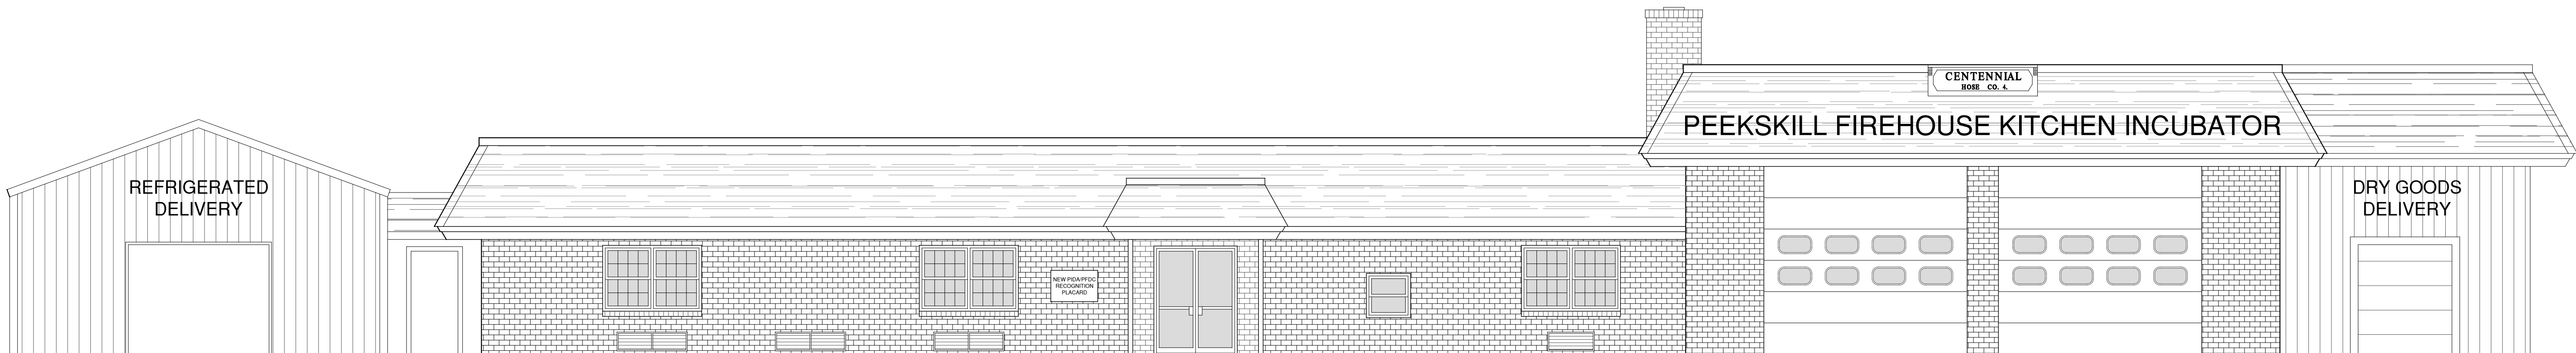 REFRIGERATED
DELIVERY
NEW PIDA/PFDC
RECOGNITION
PLACARD
CENTENNIAL
HOSE CO. 4.
PEEKSKILL FIREHOUSE KITCHEN INCUBATOR
DRY GOODS
DELIVERY